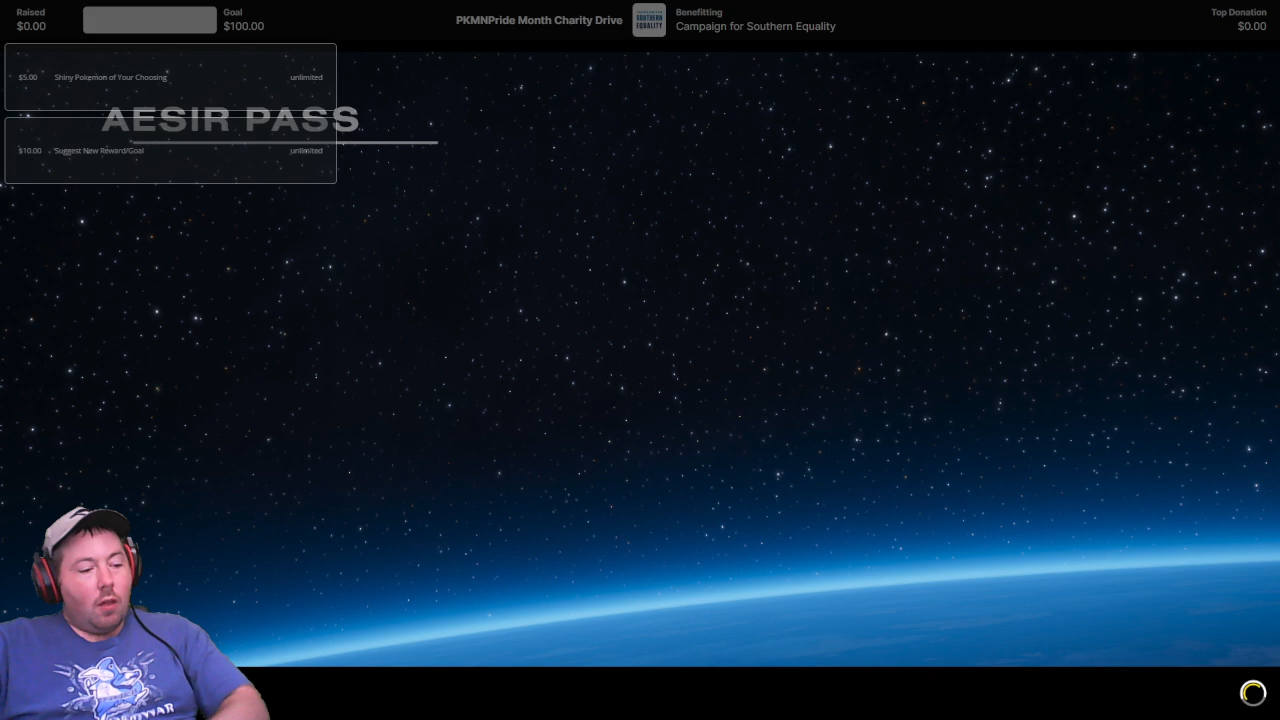 Raised
$0.00
Goal
$100.00
PKMNPride Month Charity Drive
SOUTHERN
EQUALITY
Benefitting
Campaign for Southern Equality
Top Donation
$0.00
$5.00 Shiny Pokemon of Your Choosing unlimited
AESIR PASS
$10.00 Suggest New Reward/Goal unlimited